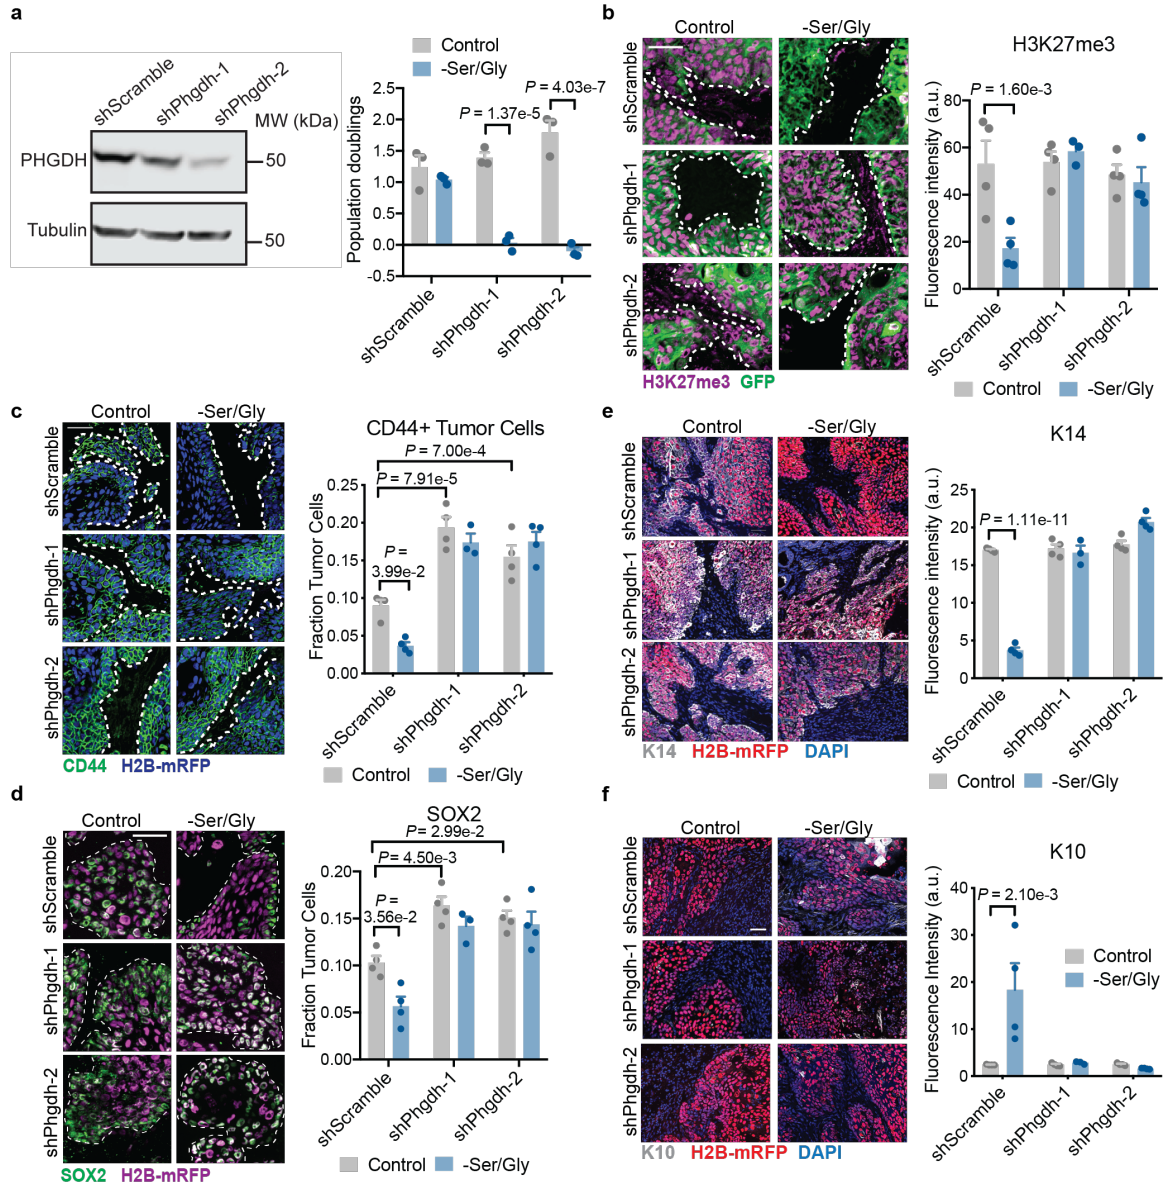 a
shScramble
shPhgdh-1
shPhgdh-2
MW (kDa)
PHGDH
50
Tubulin
50
Control
-Ser/Gly
P = 4.03e-7
P = 1.37e-5
Population doublings
2.5
2.0
1.5
1.0
0.5
0.0
-0.5
shScramble
shPhgdh-1
shPhgdh-2
b
Control
-Ser/Gly
shScramble
shPhgdh-1
shPhgdh-2
H3K27me3 GFP
H3K27me3
P = 1.60e-3
Fluorescence intensity (a.u.)
80
60
40
20
0
shScramble
shPhgdh-1
shPhgdh-2
Control
-Ser/Gly
c
Control
-Ser/Gly
shScramble
shPhgdh-1
shPhgdh-2
CD44 H2B-mRFP
CD44+ Tumor Cells
P = 7.00e-4
P = 7.91e-5
P =
3.99e-2
Fraction Tumor Cells
0.25
0.20
0.15
0.10
0.05
0.00
shScramble
shPhgdh-1
shPhgdh-2
Control
-Ser/Gly
d
Control
-Ser/Gly
shScramble
shPhgdh-1
shPhgdh-2
SOX2 H2B-mRFP
SOX2
P = 2.99e-2
P = 4.50e-3
P =
3.56e-2
Fraction Tumor Cells
0.20
0.15
0.10
0.05
0.00
shScramble
shPhgdh-1
shPhgdh-2
Control
-Ser/Gly
e
Control
-Ser/Gly
shScramble
shPhgdh-1
shPhgdh-2
K14 H2B-mRFP DAPI
K14
P = 1.11e-11
Fluorescence intensity (a.u.)
25
20
15
10
5
0
shScramble
shPhgdh-1
shPhgdh-2
Control
-Ser/Gly
f
Control
-Ser/Gly
shScramble
shPhgdh-1
shPhgdh-2
K10 H2B-mRFP DAPI
K10
P = 2.10e-3
Control
-Ser/Gly
Fluorescence Intensity (a.u.)
40
30
20
10
0
shScramble
shPhgdh-1
shPhgdh-2